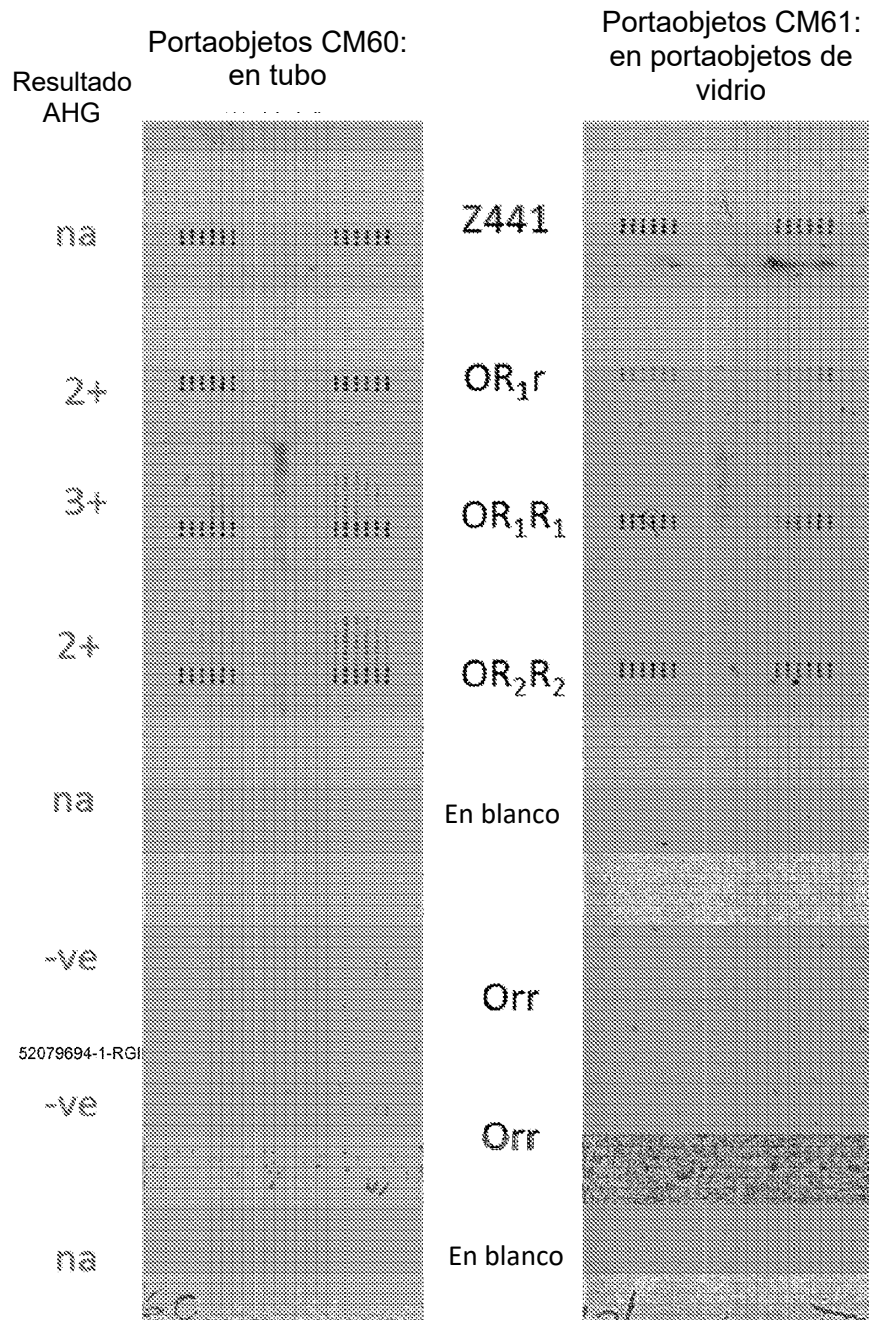 Portaobjetos CM60:
en tubo
Portaobjetos CM61:
en portaobjetos de
vidrio
Resultado
AHG
na
Z441
2+
OR₁r
3+
OR₁R₁
2+
OR₂R₂
na
En blanco
-ve
Orr
52079694-1-RGI
-ve
Orr
na
En blanco